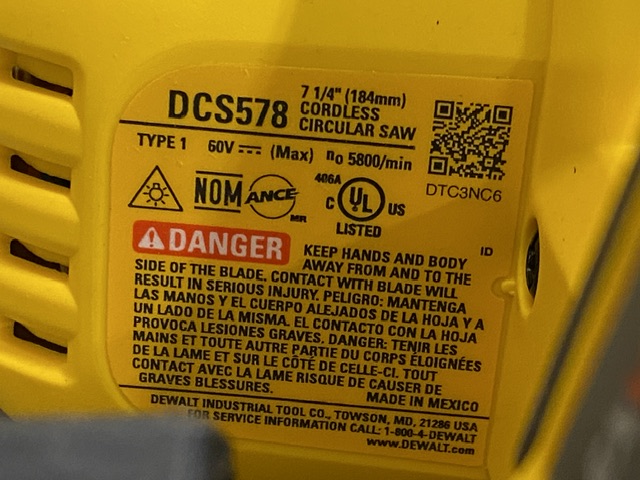 DCS578
7 1/4" (184mm)
CORDLESS
CIRCULAR SAW
TYPE 1 60V ⎓ (Max) no 5800/min
DTC3NC6
NOM ANCE MR
406A
C UL US
LISTED
ID
DANGER KEEP HANDS AND BODY
AWAY FROM AND TO THE
SIDE OF THE BLADE. CONTACT WITH BLADE WILL
RESULT IN SERIOUS INJURY. PELIGRO: MANTENGA
LAS MANOS Y EL CUERPO ALEJADOS DE LA HOJA Y A
UN LADO DE LA MISMA. EL CONTACTO CON LA HOJA
PROVOCA LESIONES GRAVES. DANGER: TENIR LES
MAINS ET TOUTE AUTRE PARTIE DU CORPS ÉLOIGNÉES
DE LA LAME ET SUR LE CÔTÉ DE CELLE-CI. TOUT
CONTACT AVEC LA LAME RISQUE DE CAUSER DE
GRAVES BLESSURES. MADE IN MEXICO
DEWALT INDUSTRIAL TOOL CO., TOWSON, MD, 21286 USA
FOR SERVICE INFORMATION CALL: 1-800-4-DEWALT
www.DEWALT.com